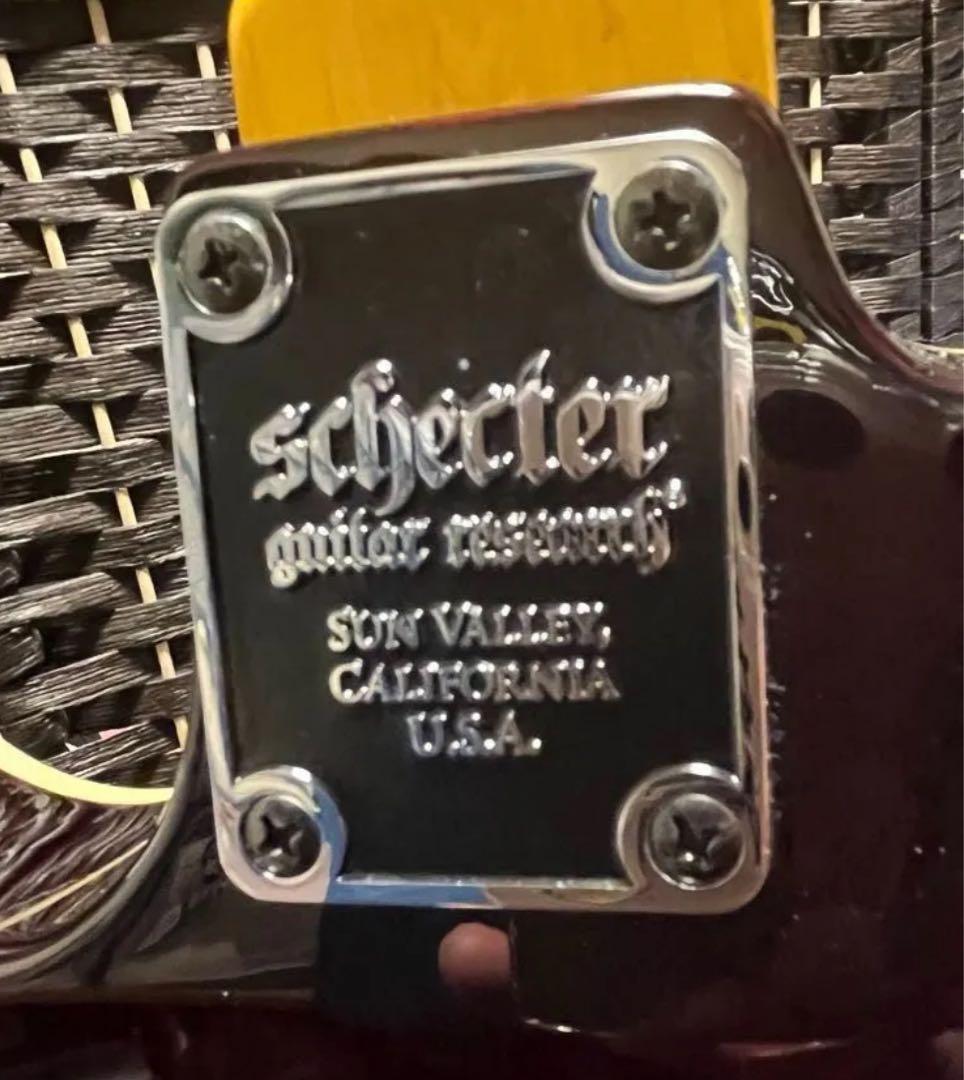 schecter
guitar research®
SUN VALLEY,
CALIFORNIA
U.S.A.